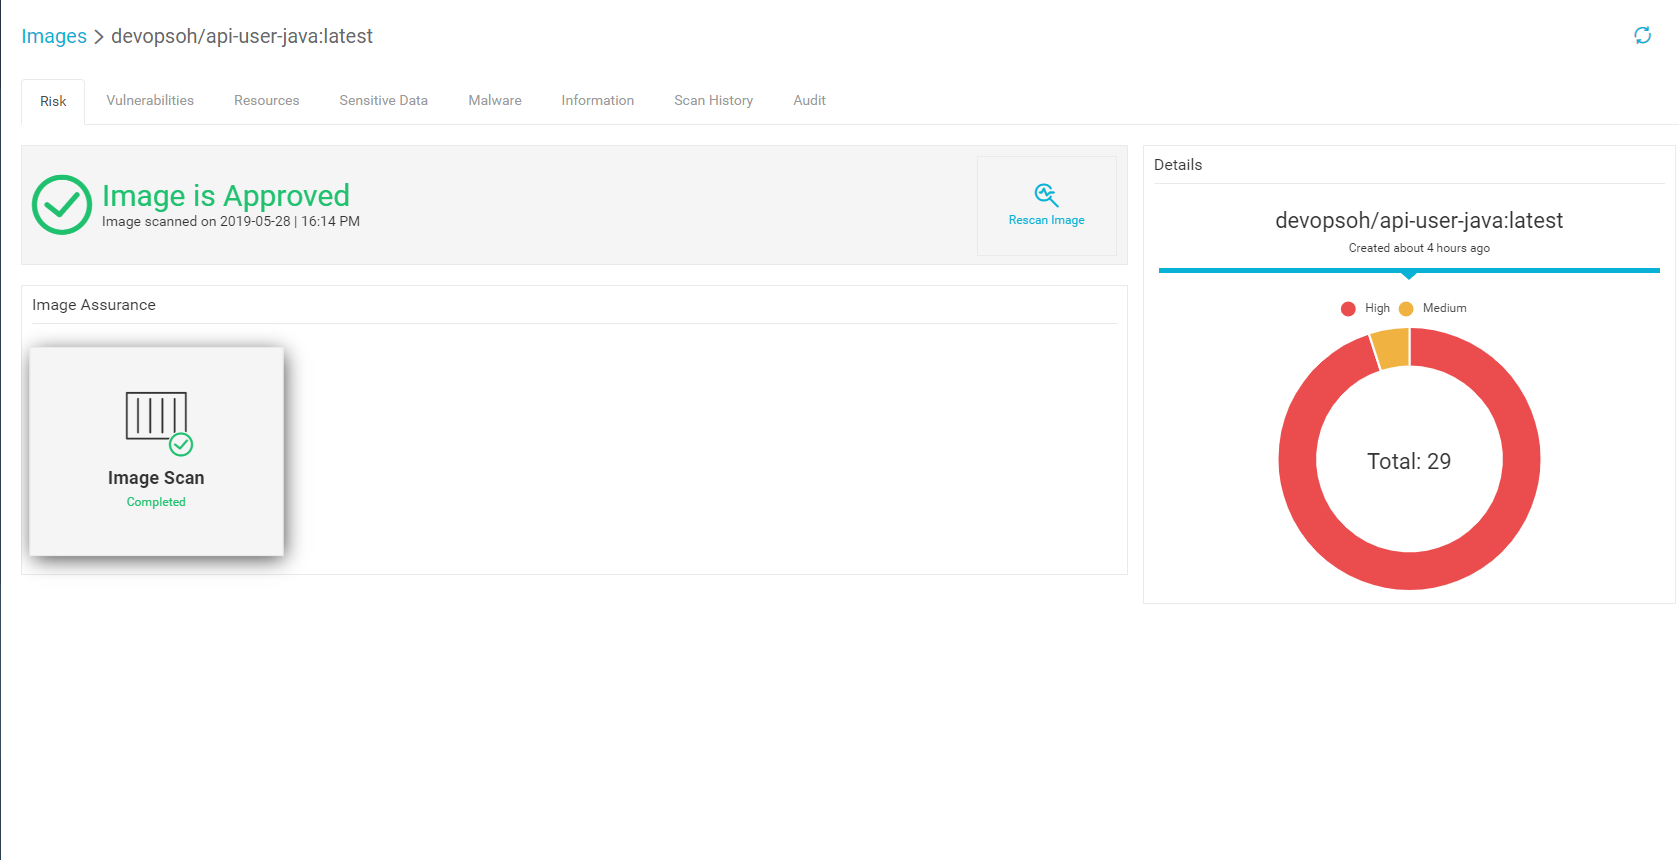 Images > devopsoh/api-user-java:latest
Risk Vulnerabilities Resources Sensitive Data Malware Information Scan History Audit
Image is Approved
Image scanned on 2019-05-28 | 16:14 PM
Rescan Image
Image Assurance
Image Scan
Completed
Details
devopsoh/api-user-java:latest
Created about 4 hours ago
High Medium
Total: 29